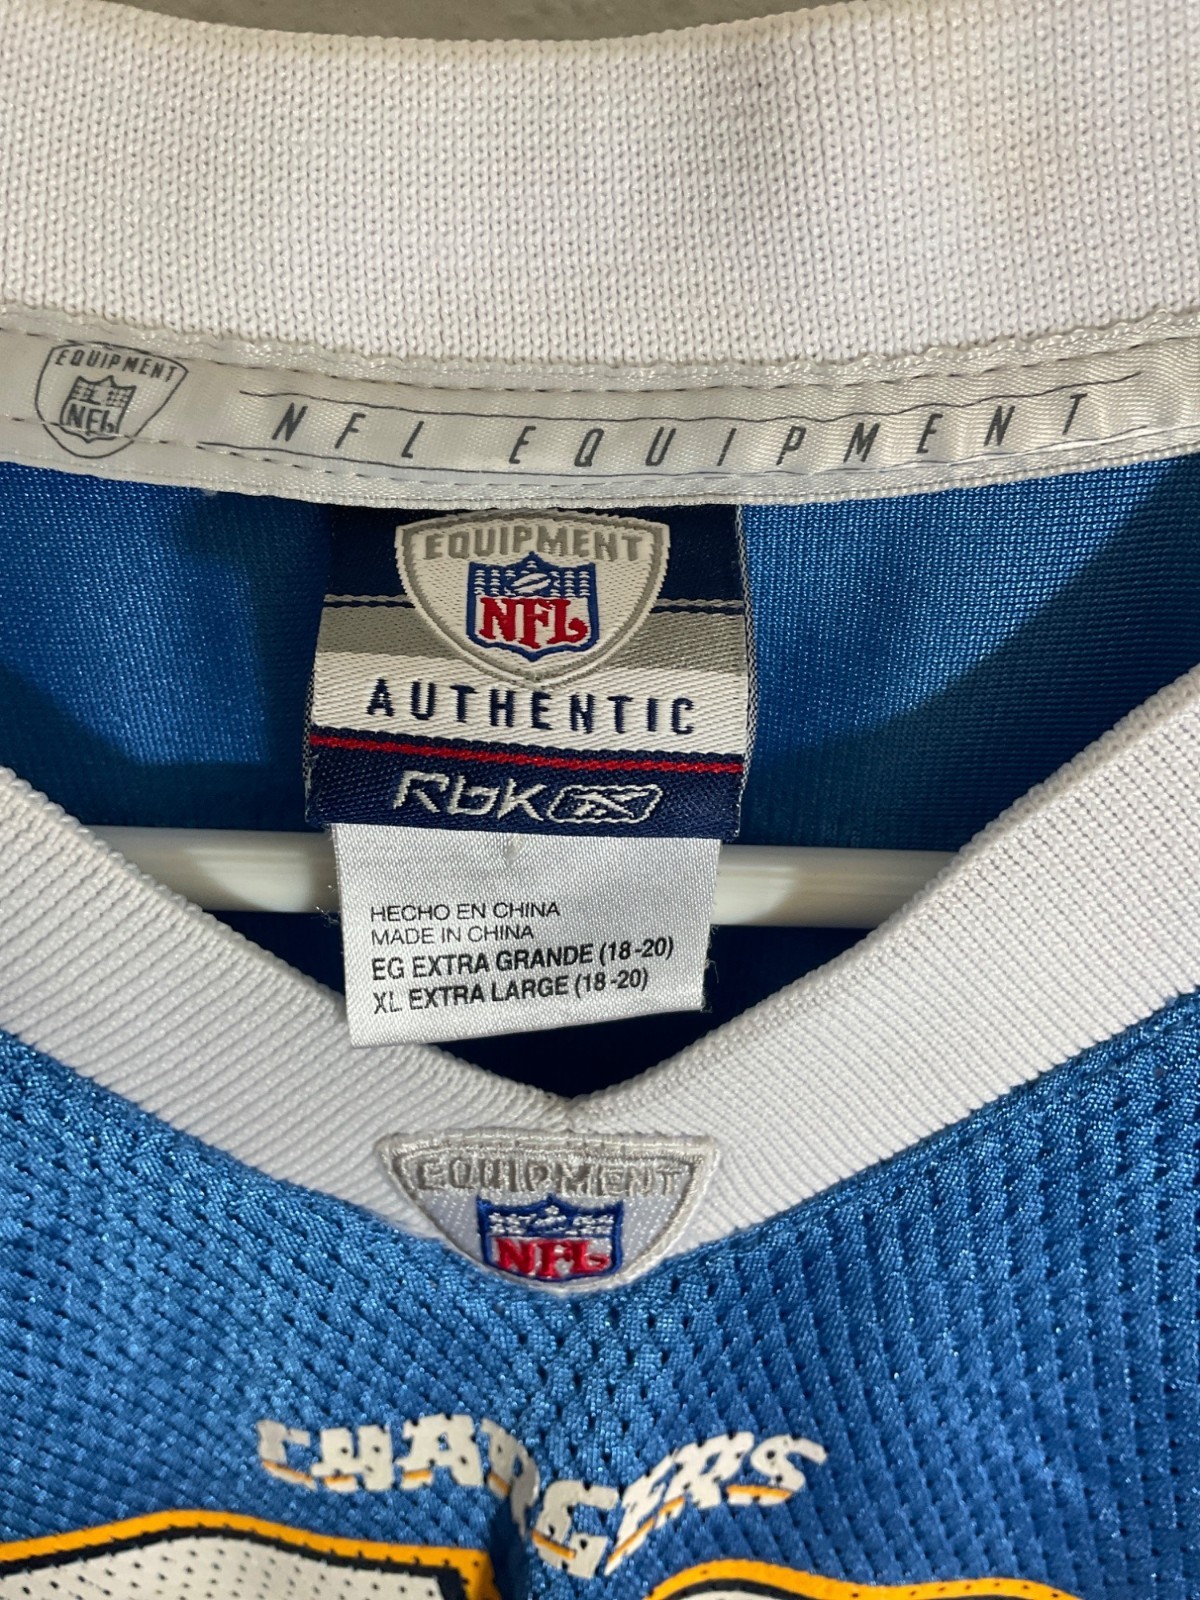 EQUIPMENT
NFL
NFL EQUIPMENT
EQUIPMENT
NFL
AUTHENTIC
RbK
HECHO EN CHINA
MADE IN CHINA
EG EXTRA GRANDE (18-20)
XL EXTRA LARGE (18-20)
EQUIPMENT
NFL
CHARGERS